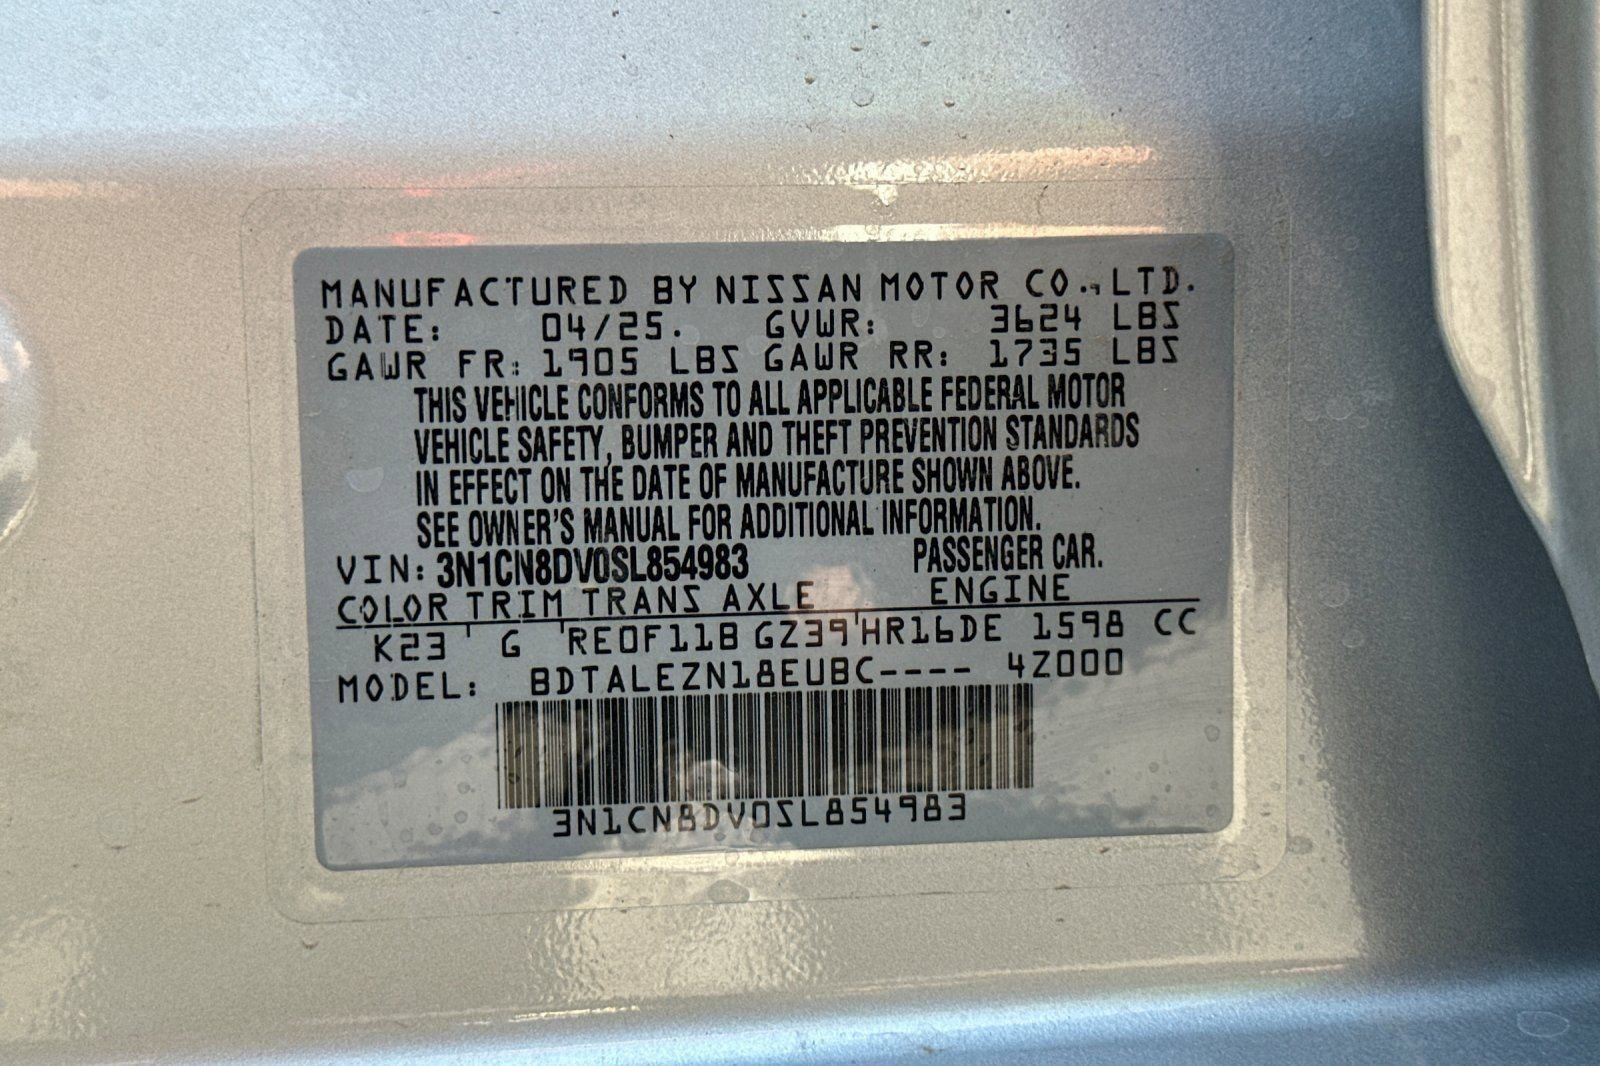 MANUFACTURED BY NISSAN MOTOR CO., LTD.
DATE: 04/25. GVWR: 3624 LBS
GAWR FR: 1905 LBS GAWR RR: 1735 LBS
THIS VEHICLE CONFORMS TO ALL APPLICABLE FEDERAL MOTOR
VEHICLE SAFETY, BUMPER AND THEFT PREVENTION STANDARDS
IN EFFECT ON THE DATE OF MANUFACTURE SHOWN ABOVE.
SEE OWNER'S MANUAL FOR ADDITIONAL INFORMATION.
VIN: 3N1CN8DV0SL854983 PASSENGER CAR.
COLOR TRIM TRANS AXLE ENGINE
K23 G RE0F11B GZ39 HR16DE 1598 CC
MODEL: BDTALEZN18EUBC---- 4Z000
3N1CN8DV0SL854983